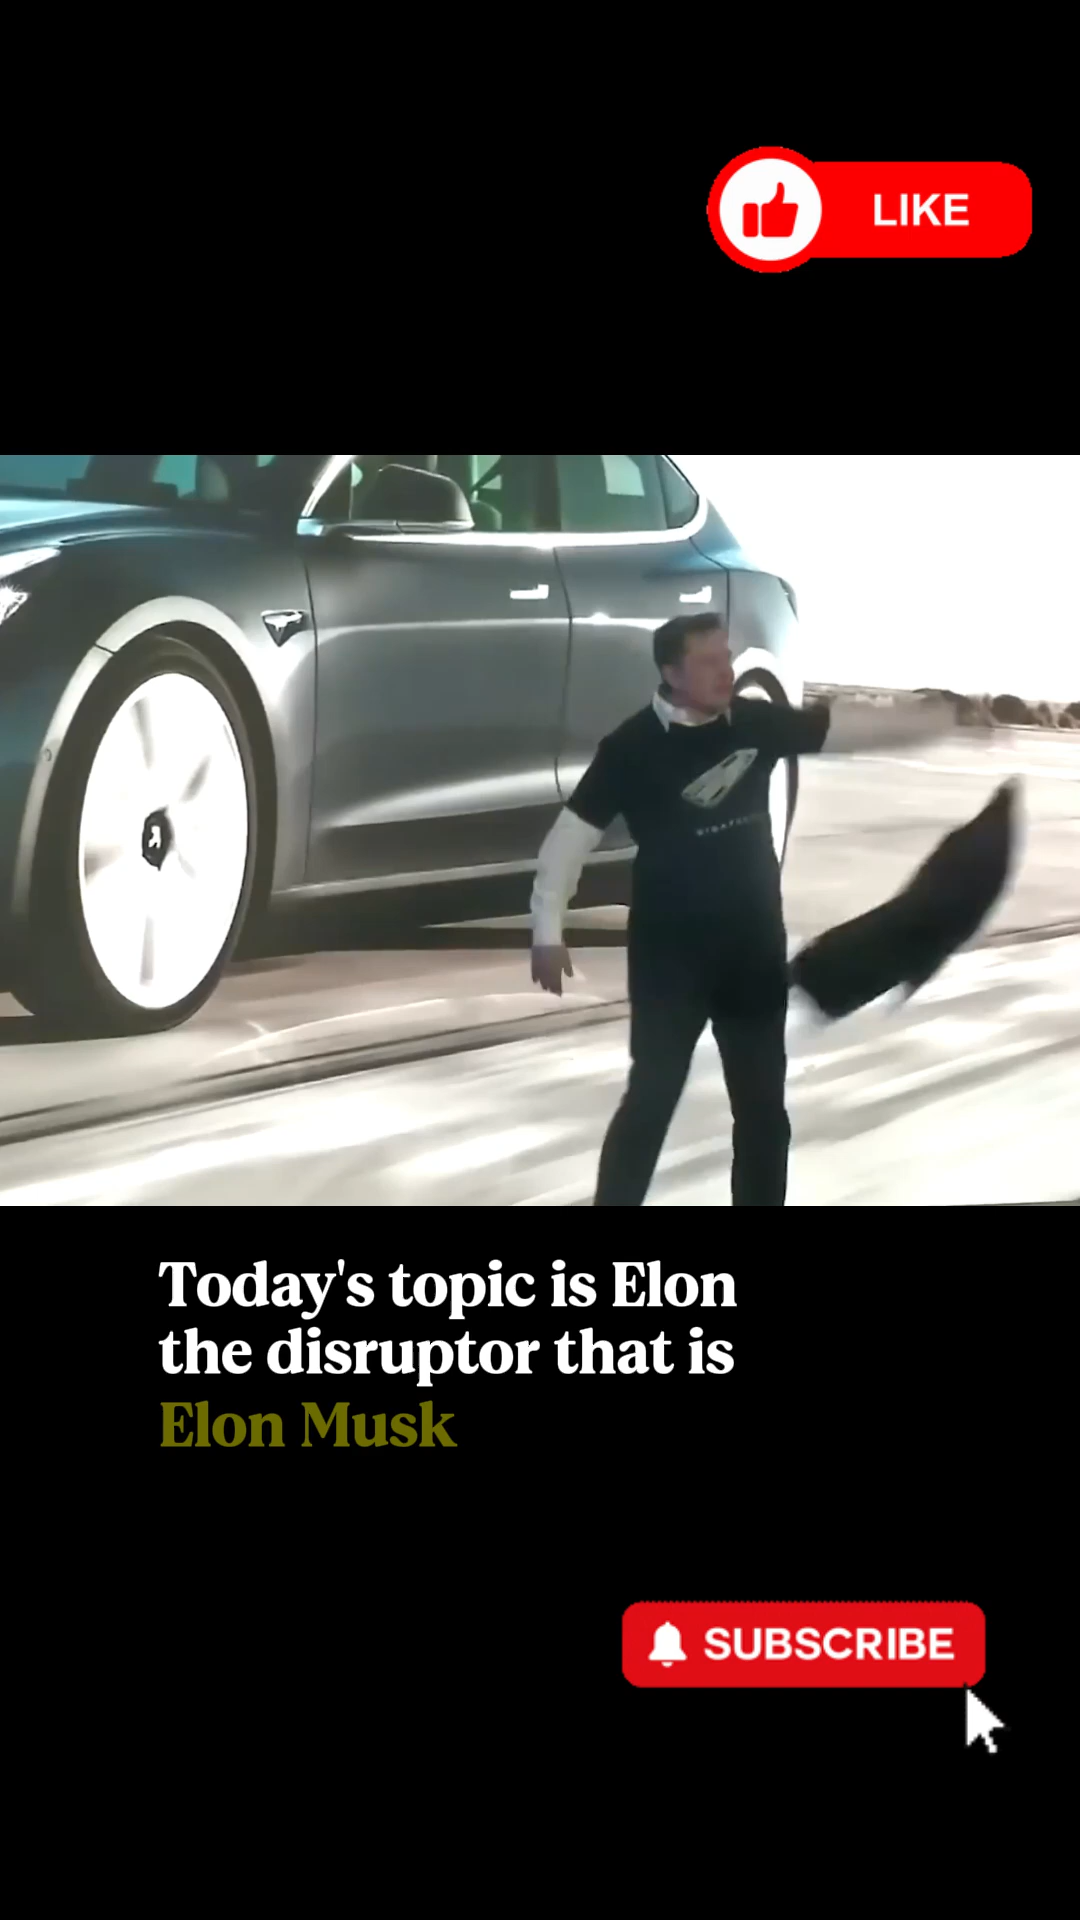 LIKE
Today's topic is Elon
the disruptor that is
Elon Musk
SUBSCRIBE